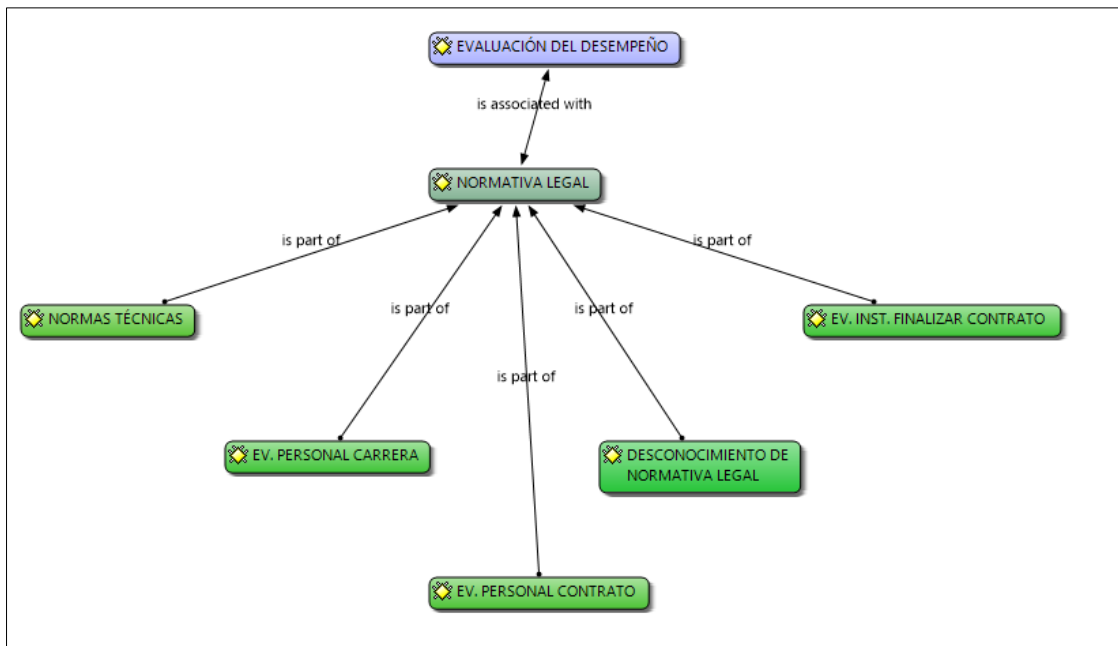 EVALUACIÓN DEL DESEMPEÑO
is associated with
NORMATIVA LEGAL
is part of
is part of
is part of
is part of
is part of
NORMAS TÉCNICAS
EV. INST. FINALIZAR CONTRATO
EV. PERSONAL CARRERA
DESCONOCIMIENTO DE
NORMATIVA LEGAL
EV. PERSONAL CONTRATO